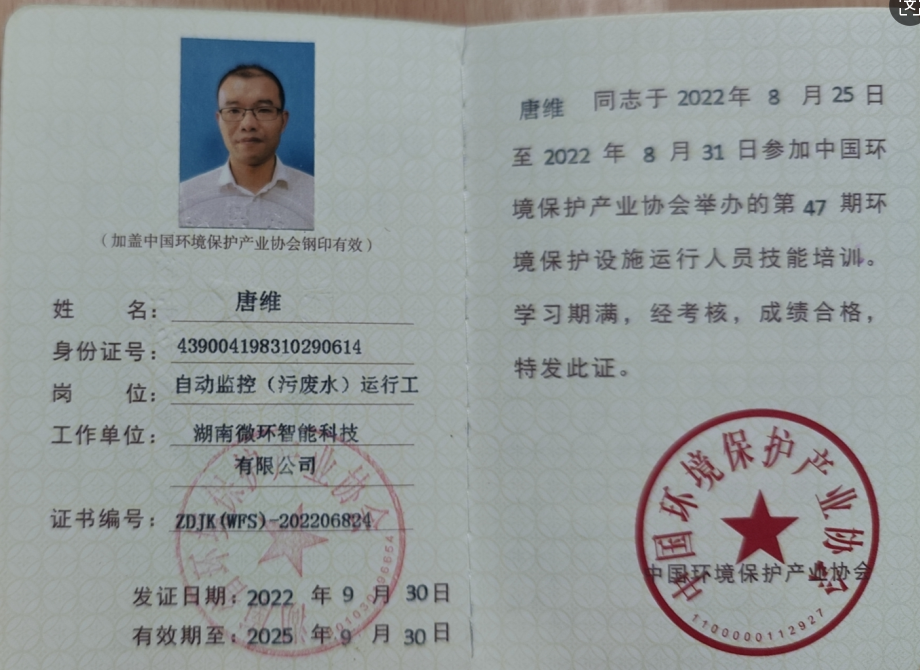 （加盖中国环境保护产业协会钢印有效）
姓 名：唐维
身份证号：439004198310290614
岗 位：自动监控（污废水）运行工
工作单位：湖南微环智能科技
有限公司
证书编号：ZDJK(WFS)-202206824
发证日期：2022 年 9 月 30 日
有效期至：2025 年 9 月 30 日
唐维 同志于 2022年 8 月 25 日
至 2022 年 8 月 31 日参加中国环
境保护产业协会举办的第 47 期环
境保护设施运行人员技能培训。
学习期满，经考核，成绩合格，
特发此证。
中国环境保护产业协会
中国环境保护产业协会
1100000112927